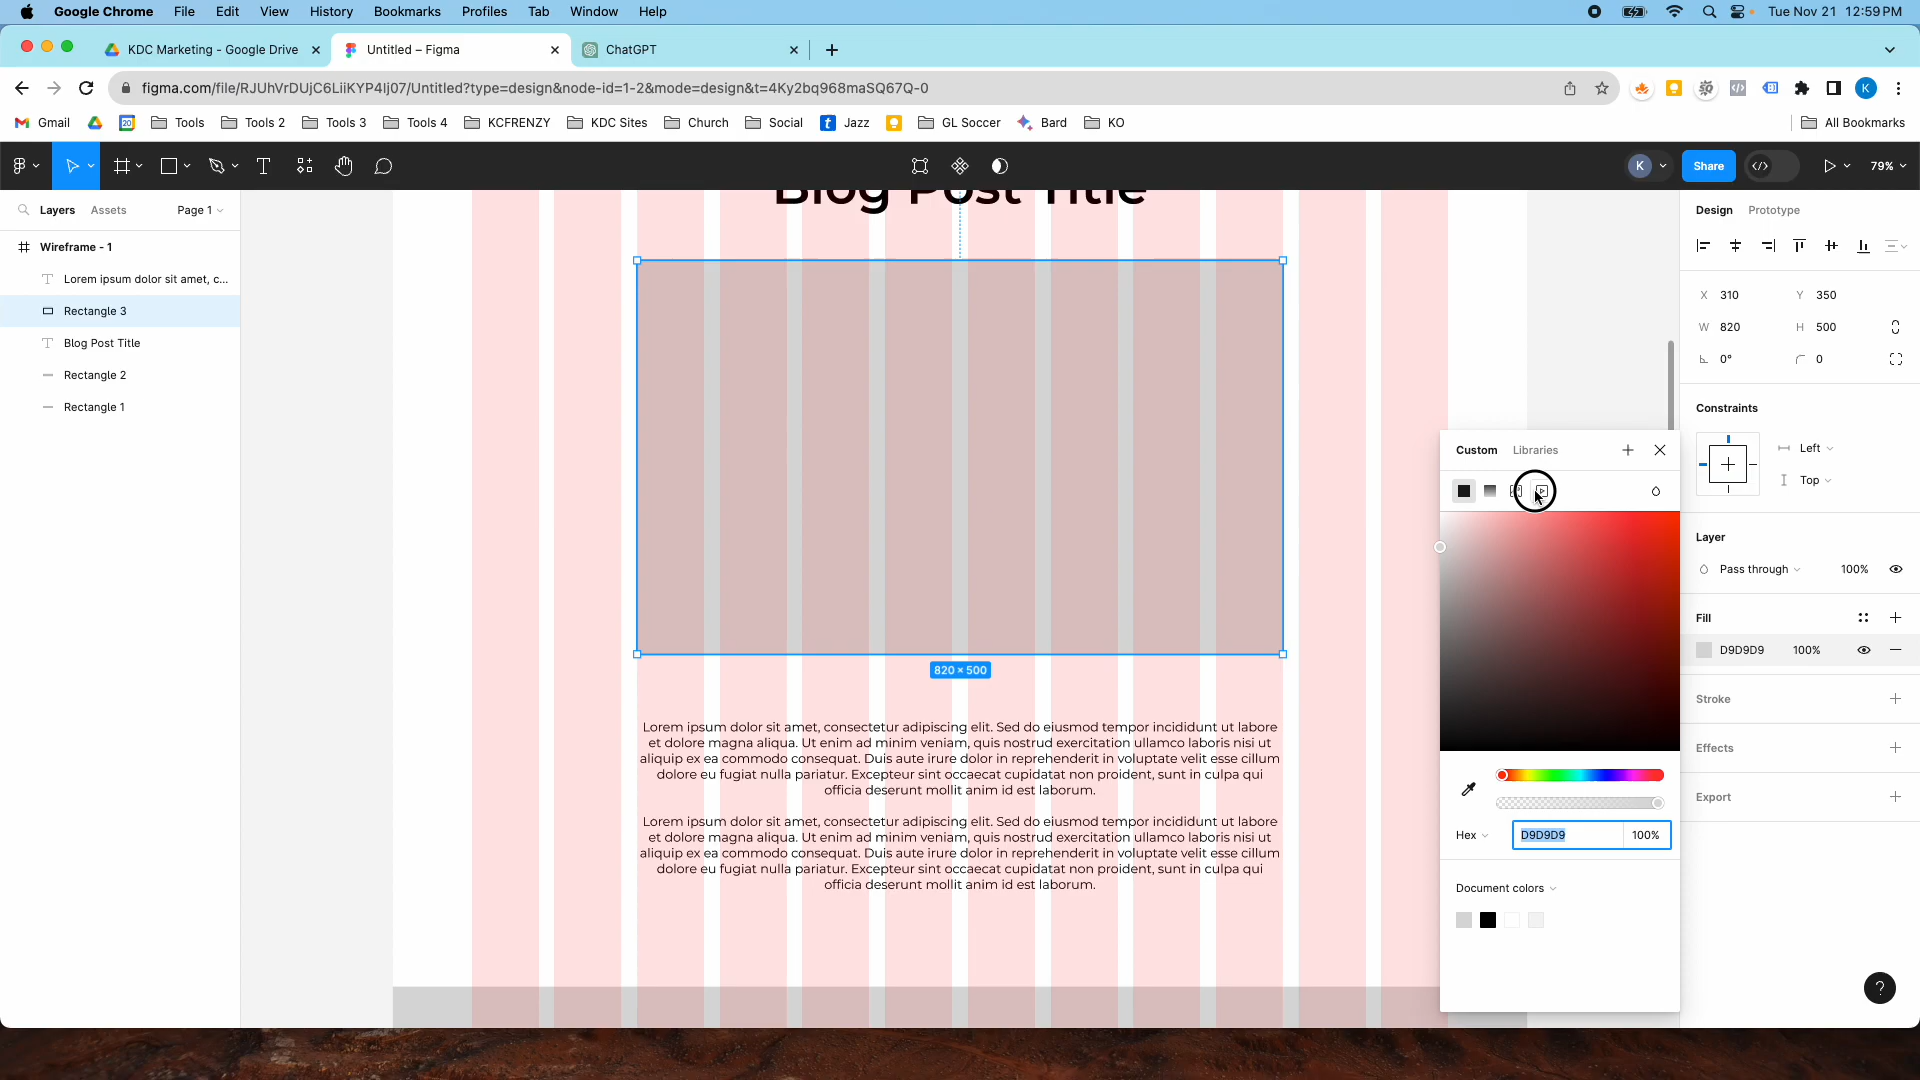 Google Chrome File Edit View History Bookmarks Profiles Tab Window Help Tue Nov 21 12:59 PM
KDC Marketing - Google Drive Untitled – Figma ChatGPT
figma.com/file/RJUhVrDUjC6LiiKYP4lj07/Untitled?type=design&node-id=1-2&mode=design&t=4Ky2bq968maSQ67Q-0 K
Gmail 20 Tools Tools 2 Tools 3 Tools 4 KCFRENZY KDC Sites Church Social t Jazz GL Soccer Bard KO All Bookmarks
T K Share 79%
Layers Assets Page 1
Wireframe - 1
Lorem ipsum dolor sit amet, c...
Rectangle 3
Blog Post Title
Rectangle 2
Rectangle 1
Blog Post Title
820 × 500
Lorem ipsum dolor sit amet, consectetur adipiscing elit. Sed do eiusmod tempor incididunt ut labore
et dolore magna aliqua. Ut enim ad minim veniam, quis nostrud exercitation ullamco laboris nisi ut
aliquip ex ea commodo consequat. Duis aute irure dolor in reprehenderit in voluptate velit esse cillum
dolore eu fugiat nulla pariatur. Excepteur sint occaecat cupidatat non proident, sunt in culpa qui
officia deserunt mollit anim id est laborum.
Lorem ipsum dolor sit amet, consectetur adipiscing elit. Sed do eiusmod tempor incididunt ut labore
et dolore magna aliqua. Ut enim ad minim veniam, quis nostrud exercitation ullamco laboris nisi ut
aliquip ex ea commodo consequat. Duis aute irure dolor in reprehenderit in voluptate velit esse cillum
dolore eu fugiat nulla pariatur. Excepteur sint occaecat cupidatat non proident, sunt in culpa qui
officia deserunt mollit anim id est laborum.
Custom Libraries
Hex D9D9D9 100%
Document colors
Design Prototype
X 310 Y 350
W 820 H 500
0° 0
Constraints
Left
Top
Layer
Pass through 100%
Fill
D9D9D9 100%
Stroke
Effects
Export
?